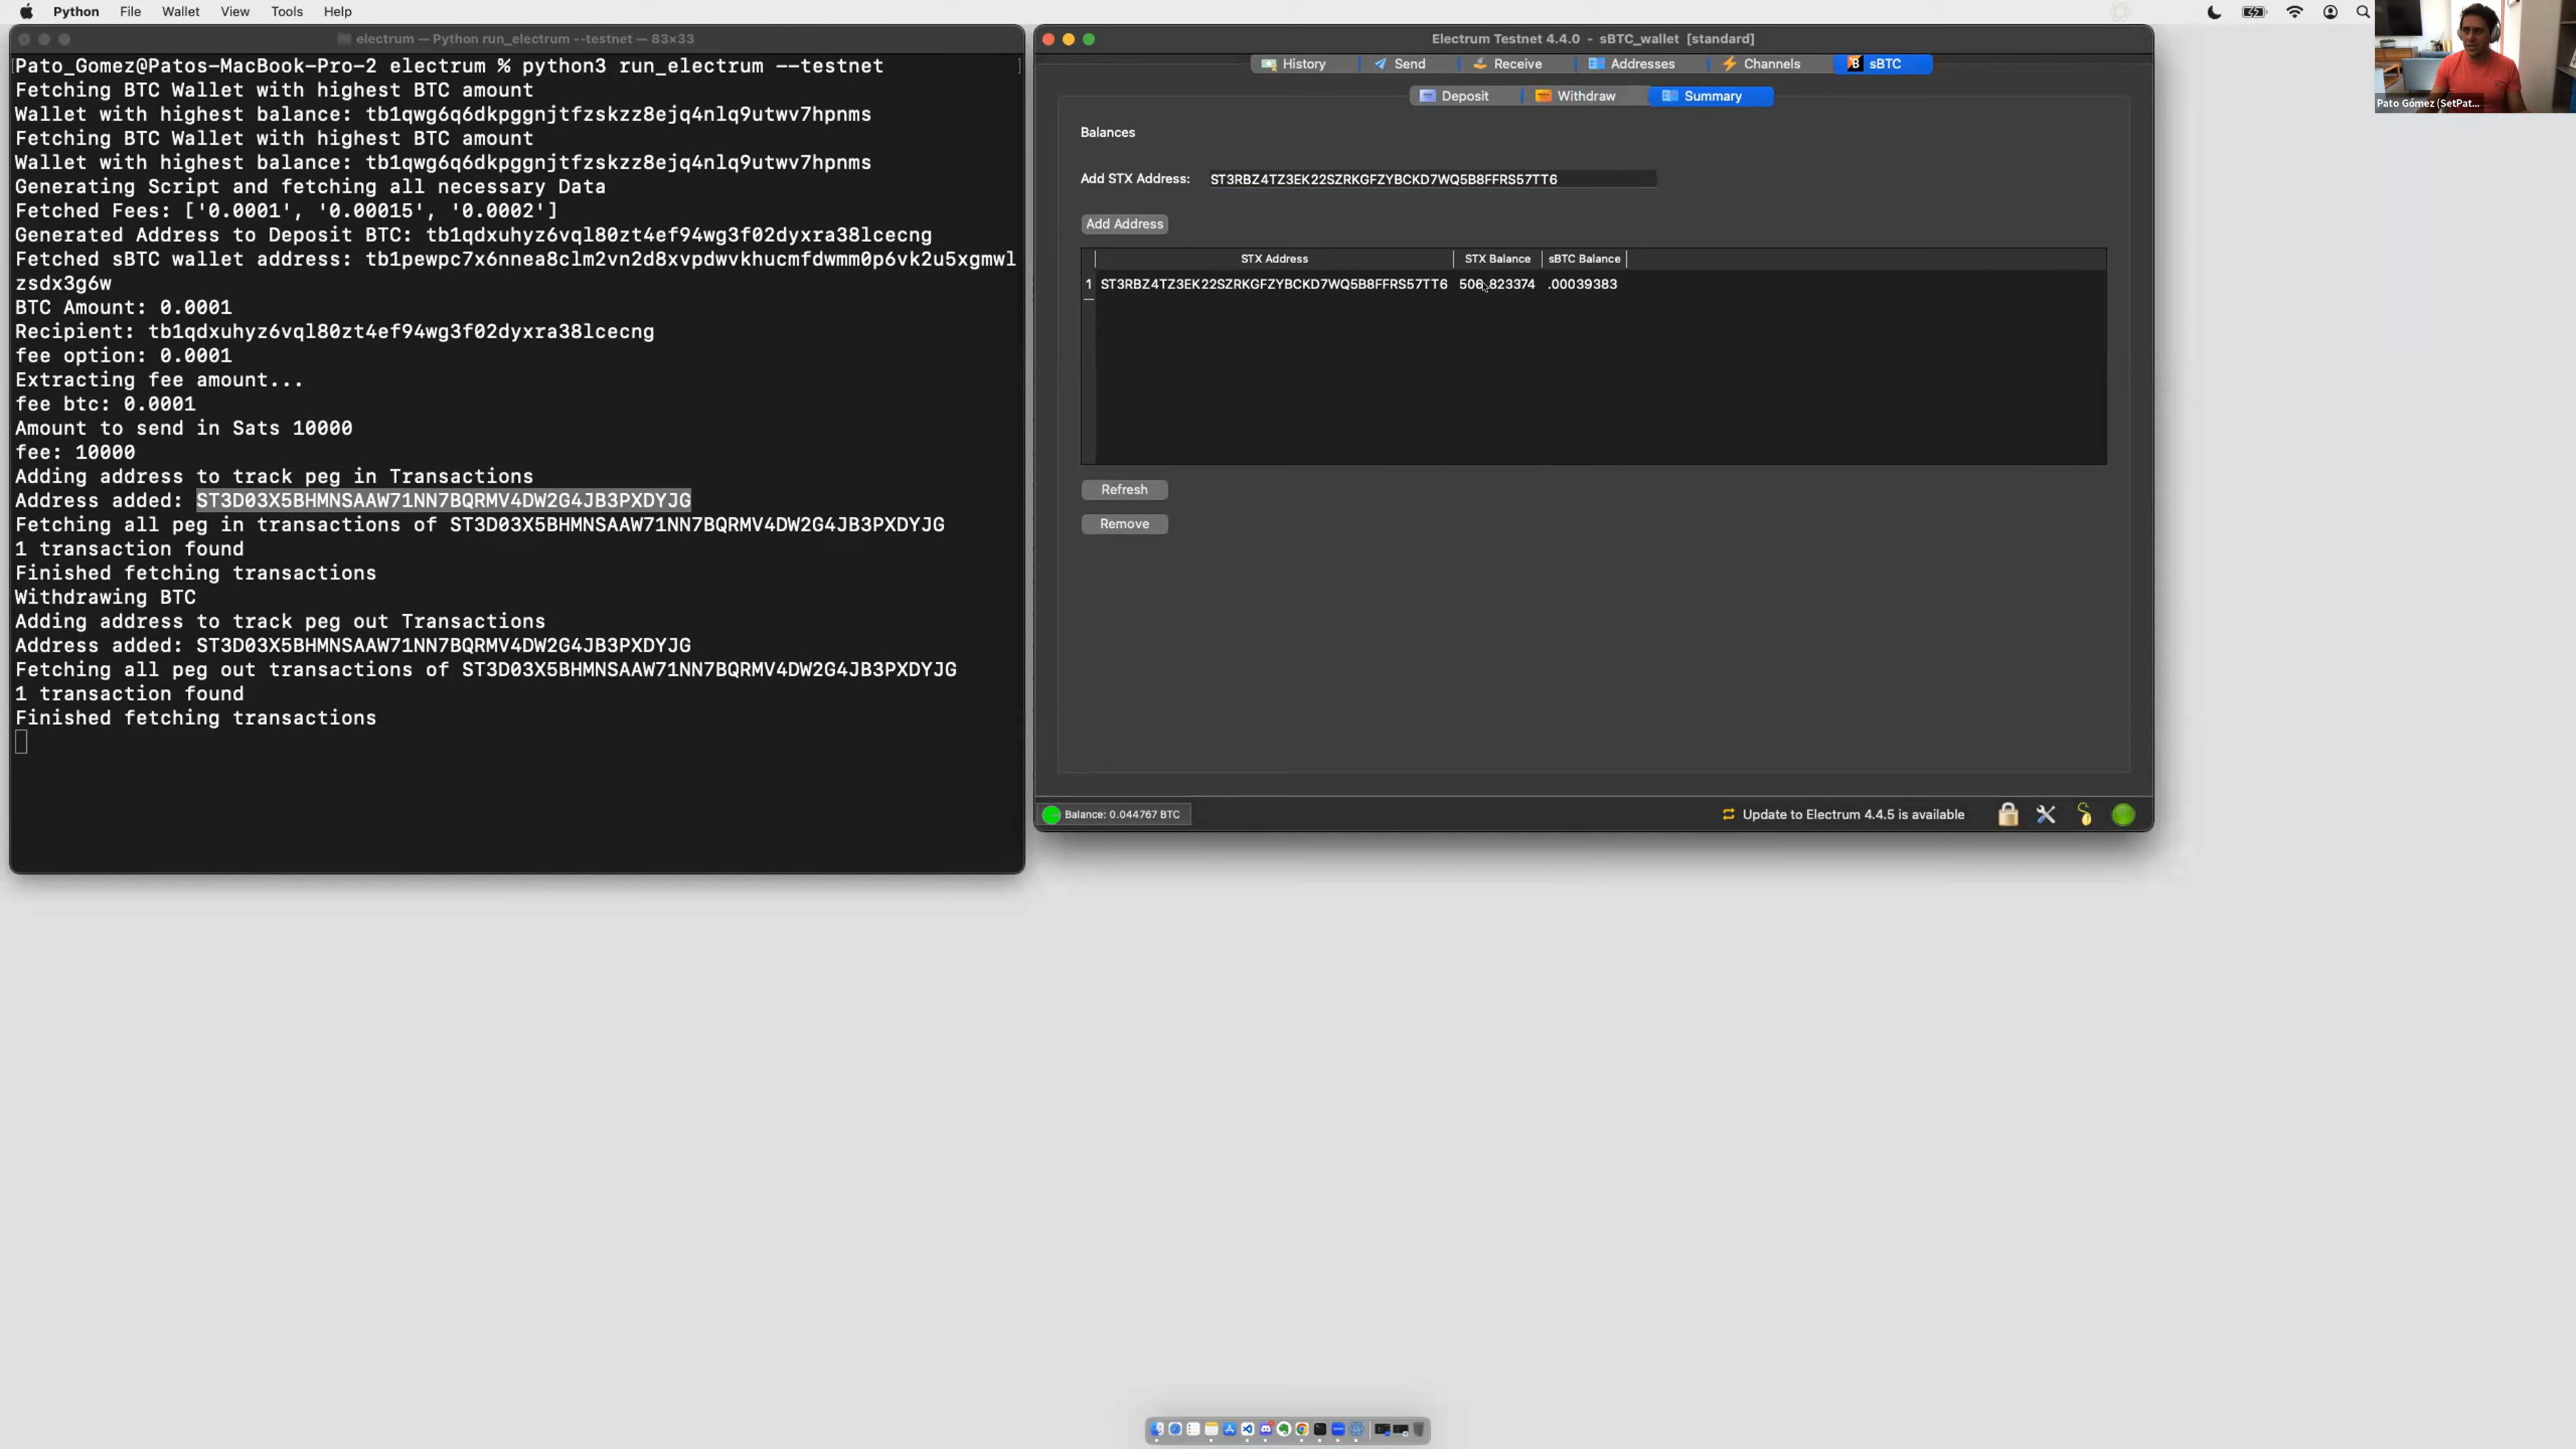 Python File Wallet View Tools Help
electrum — Python run_electrum --testnet — 83×33
Pato_Gomez@Patos-MacBook-Pro-2 electrum % python3 run_electrum --testnet
Fetching BTC Wallet with highest BTC amount
Wallet with highest balance: tb1qwg6q6dkpggnjtfzskzz8ejq4nlq9utwv7hpnms
Fetching BTC Wallet with highest BTC amount
Wallet with highest balance: tb1qwg6q6dkpggnjtfzskzz8ejq4nlq9utwv7hpnms
Generating Script and fetching all necessary Data
Fetched Fees: ['0.0001', '0.00015', '0.0002']
Generated Address to Deposit BTC: tb1qdxuhyz6vql80zt4ef94wg3f02dyxra38lcecng
Fetched sBTC wallet address: tb1pewpc7x6nnea8clm2vn2d8xvpdwvkhucmfdwmm0p6vk2u5xgmwl
zsdx3g6w
BTC Amount: 0.0001
Recipient: tb1qdxuhyz6vql80zt4ef94wg3f02dyxra38lcecng
fee option: 0.0001
Extracting fee amount...
fee btc: 0.0001
Amount to send in Sats 10000
fee: 10000
Adding address to track peg in Transactions
Address added: ST3D03X5BHMNSAAW71NN7BQRMV4DW2G4JB3PXDYJG
Fetching all peg in transactions of ST3D03X5BHMNSAAW71NN7BQRMV4DW2G4JB3PXDYJG
1 transaction found
Finished fetching transactions
Withdrawing BTC
Adding address to track peg out Transactions
Address added: ST3D03X5BHMNSAAW71NN7BQRMV4DW2G4JB3PXDYJG
Fetching all peg out transactions of ST3D03X5BHMNSAAW71NN7BQRMV4DW2G4JB3PXDYJG
1 transaction found
Finished fetching transactions
Electrum Testnet 4.4.0 - sBTC_wallet [standard]
History Send Receive Addresses Channels sBTC
Deposit Withdraw Summary
Balances
Add STX Address: ST3RBZ4TZ3EK22SZRKGFZYBCKD7WQ5B8FFRS57TT6
Add Address
STX Address STX Balance sBTC Balance
1 ST3RBZ4TZ3EK22SZRKGFZYBCKD7WQ5B8FFRS57TT6 506.823374 .00039383
Refresh
Remove
Balance: 0.044767 BTC
Update to Electrum 4.4.5 is available
Pato Gómez (SetPat...